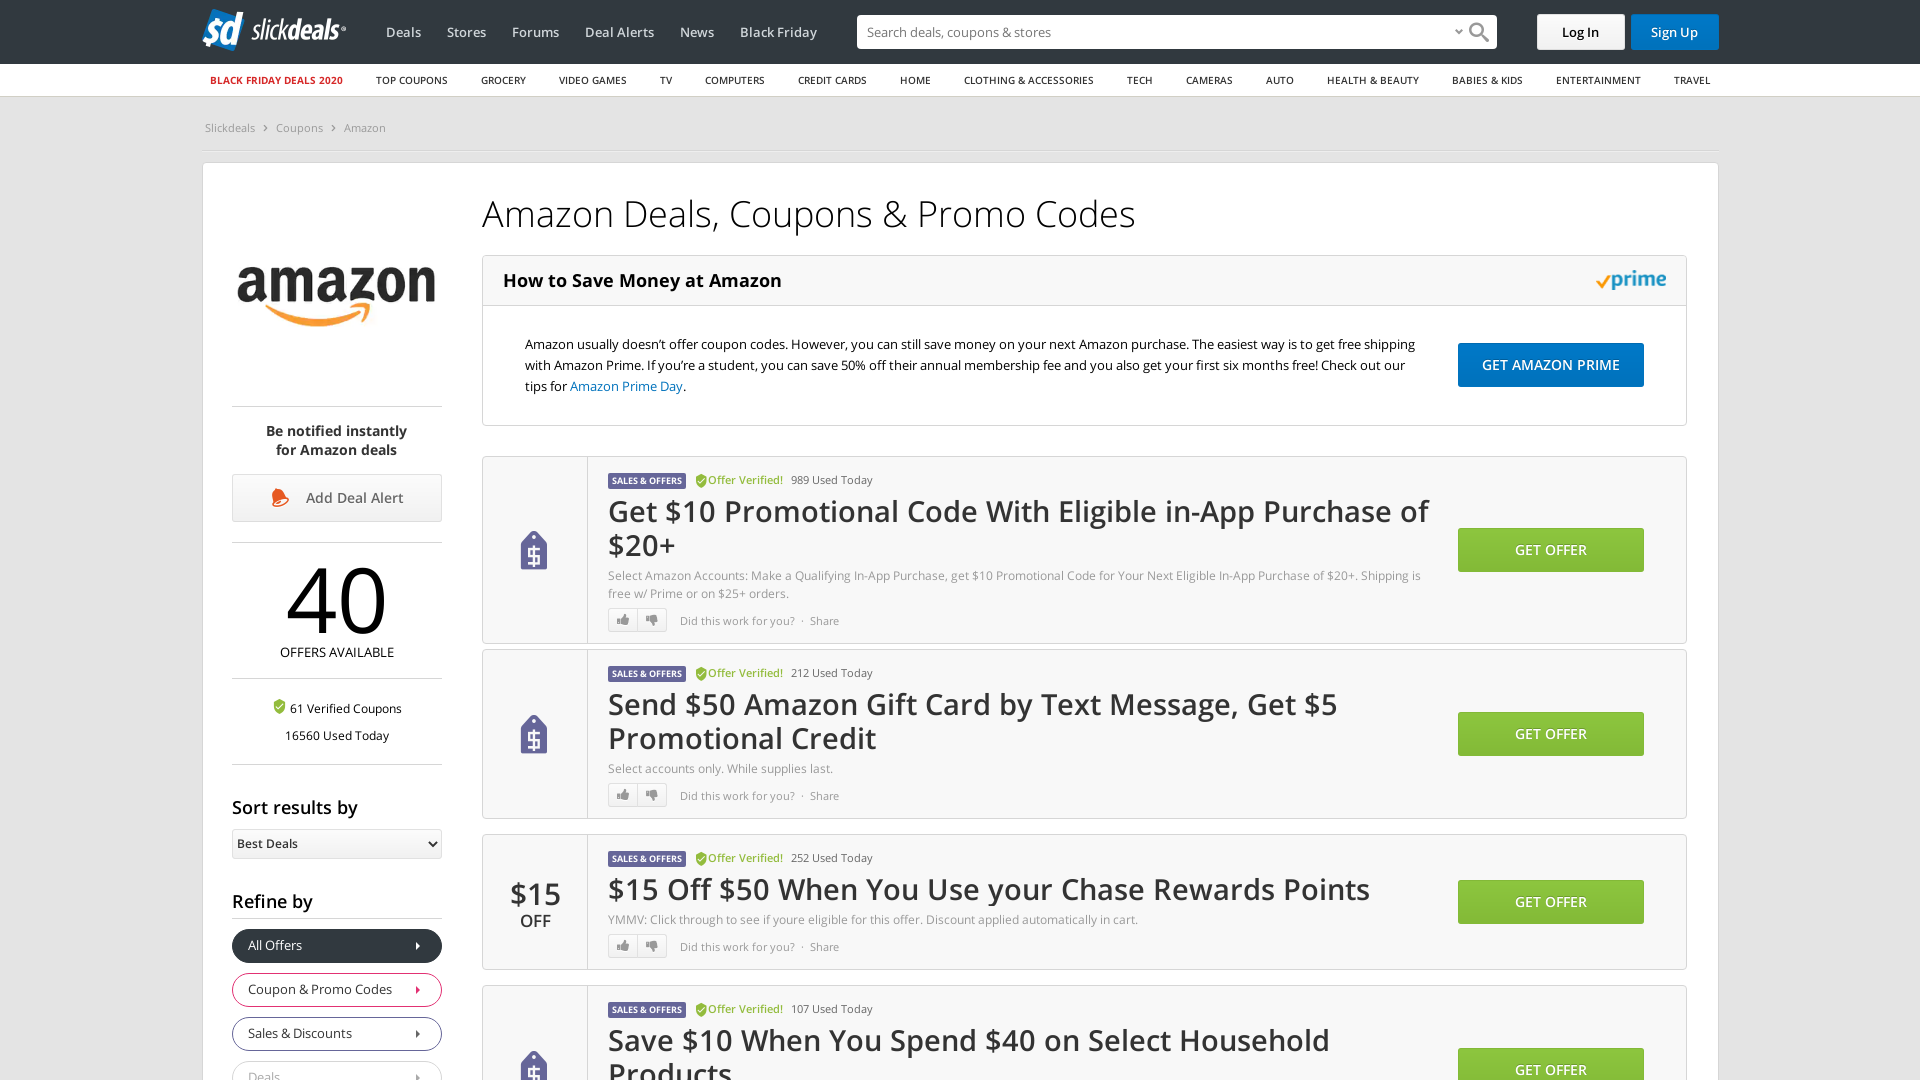 slickdeals
Deals
Stores
Forums
Deal Alerts
News
Black Friday
Search deals, coupons & stores
Log In
Sign Up
BLACK FRIDAY DEALS 2020
TOP COUPONS
GROCERY
VIDEO GAMES
TV
COMPUTERS
CREDIT CARDS
HOME
CLOTHING & ACCESSORIES
TECH
CAMERAS
AUTO
HEALTH & BEAUTY
BABIES & KIDS
ENTERTAINMENT
TRAVEL
Slickdeals
Coupons
Amazon
amazon
Be notified instantly
for Amazon deals
Add Deal Alert
40
OFFERS AVAILABLE
61 Verified Coupons
16560 Used Today
Sort results by
Best Deals
Refine by
All Offers
Coupon & Promo Codes
Sales & Discounts
Deals
Amazon Deals, Coupons & Promo Codes
How to Save Money at Amazon
prime
Amazon usually doesn’t offer coupon codes. However, you can still save money on your next Amazon purchase. The easiest way is to get free shipping
with Amazon Prime. If you’re a student, you can save 50% off their annual membership fee and you also get your first six months free! Check out our
tips for Amazon Prime Day.
GET AMAZON PRIME
SALES & OFFERS Offer Verified! 989 Used Today
Get $10 Promotional Code With Eligible in-App Purchase of
$20+
Select Amazon Accounts: Make a Qualifying In-App Purchase, get $10 Promotional Code for Your Next Eligible In-App Purchase of $20+. Shipping is
free w/ Prime or on $25+ orders.
Did this work for you? · Share
GET OFFER
SALES & OFFERS Offer Verified! 212 Used Today
Send $50 Amazon Gift Card by Text Message, Get $5
Promotional Credit
Select accounts only. While supplies last.
Did this work for you? · Share
GET OFFER
$15
OFF
SALES & OFFERS Offer Verified! 252 Used Today
$15 Off $50 When You Use your Chase Rewards Points
YMMV: Click through to see if youre eligible for this offer. Discount applied automatically in cart.
Did this work for you? · Share
GET OFFER
SALES & OFFERS Offer Verified! 107 Used Today
Save $10 When You Spend $40 on Select Household
Products
GET OFFER